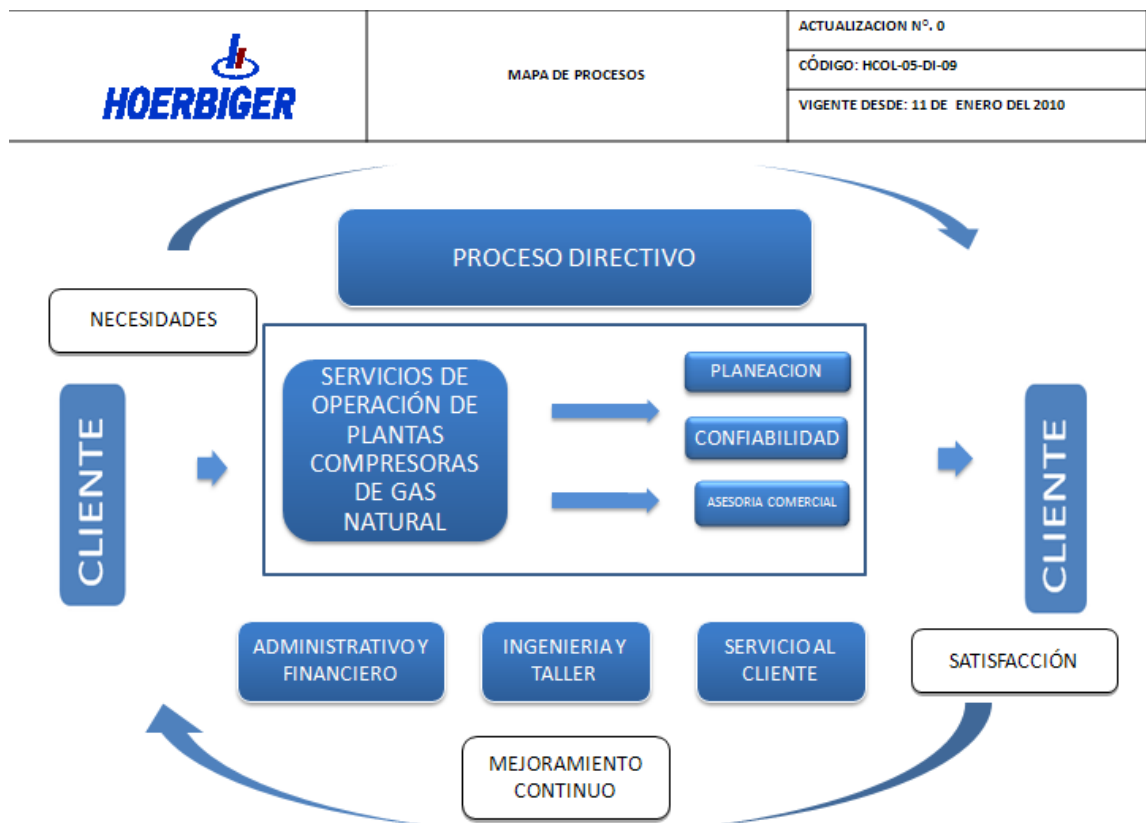 HOERBIGER
MAPA DE PROCESOS
ACTUALIZACION N°. 0
CÓDIGO: HCOL-05-DI-09
VIGENTE DESDE: 11 DE ENERO DEL 2010
PROCESO DIRECTIVO
NECESIDADES
CLIENTE
SERVICIOS DE
OPERACIÓN DE
PLANTAS
COMPRESORAS
DE GAS
NATURAL
PLANEACION
CONFIABILIDAD
ASESORIA COMERCIAL
CLIENTE
ADMINISTRATIVO Y
FINANCIERO
INGENIERIA Y
TALLER
SERVICIO AL
CLIENTE
SATISFACCIÓN
MEJORAMIENTO
CONTINUO